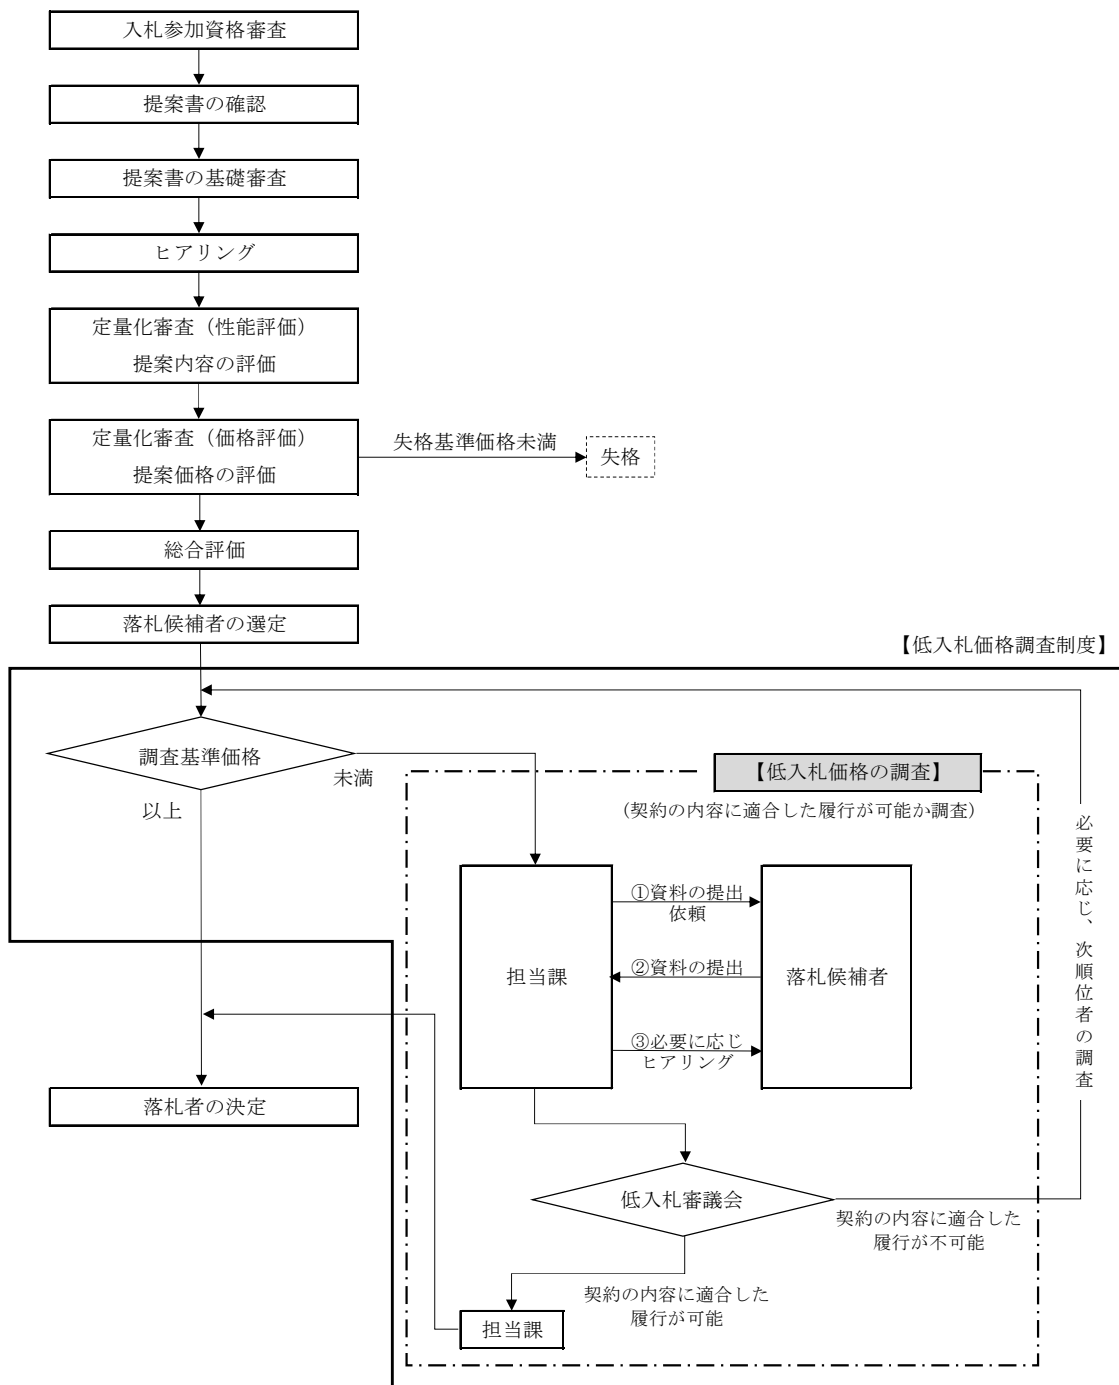 入札参加資格審査
提案書の確認
提案書の基礎審査
ヒアリング
定量化審査（性能評価）
提案内容の評価
定量化審査（価格評価）
提案価格の評価
失格基準価格未満
失格
総合評価
落札候補者の選定
【低入札価格調査制度】
調査基準価格
未満
以上
【低入札価格の調査】
（契約の内容に適合した履行が可能か調査）
必要に応じ、次順位者の調査
担当課
①資料の提出
依頼
②資料の提出
③必要に応じ
ヒアリング
落札候補者
落札者の決定
低入札審議会
契約の内容に適合した
履行が不可能
契約の内容に適合した
履行が可能
担当課